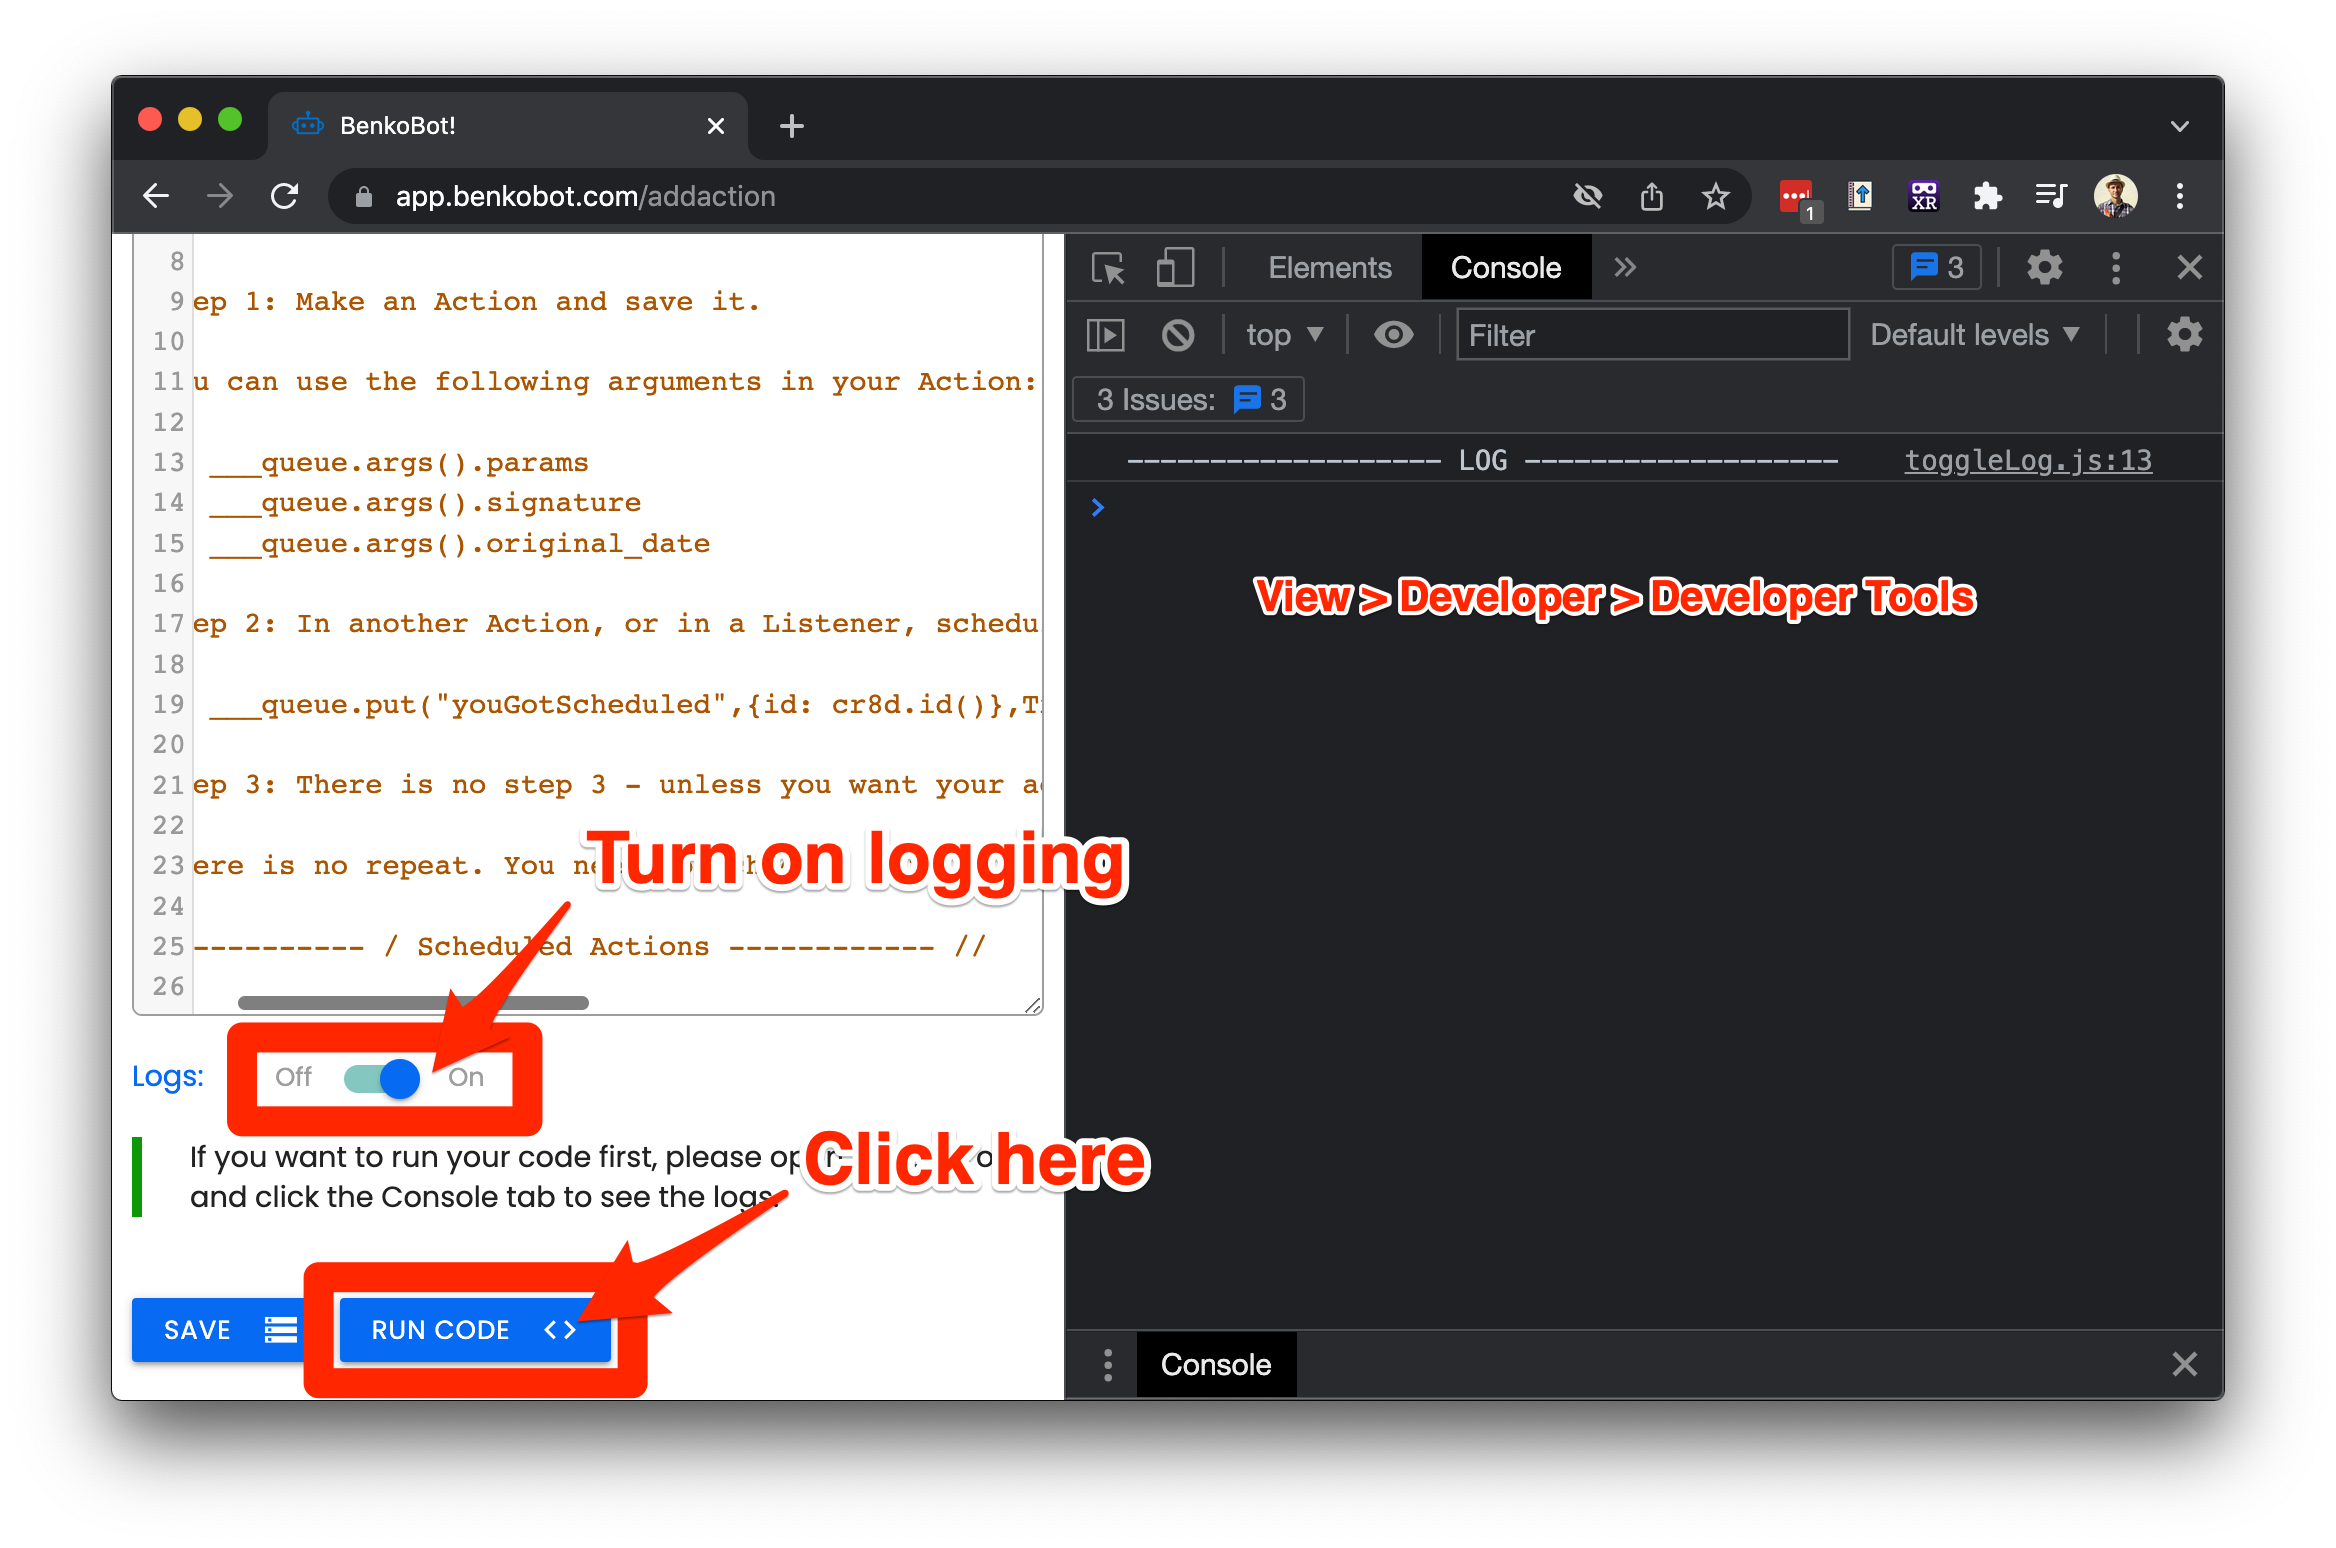 BenkoBot!
app.benkobot.com/addaction
1
XR
8
9 ep 1: Make an Action and save it.
10
11 u can use the following arguments in your Action:
12
13 ___queue.args().params
14 ___queue.args().signature
15 ___queue.args().original_date
16
17 ep 2: In another Action, or in a Listener, schedu
18
19 ___queue.put("youGotScheduled",{id: cr8d.id()},T
20
21 ep 3: There is no step 3 – unless you want your a
22
23 ere is no repeat. You
24
25 ---------- / Scheduled Actions ------------ //
26
Turn on logging
Logs: Off On
If you want to run your code first, please
and click the Console tab to see the logs.
Click here
SAVE RUN CODE <>
Elements Console » 3
top Filter Default levels
3 Issues: 3
------------------- LOG ------------------- toggleLog.js:13
>
View > Developer > Developer Tools
Console